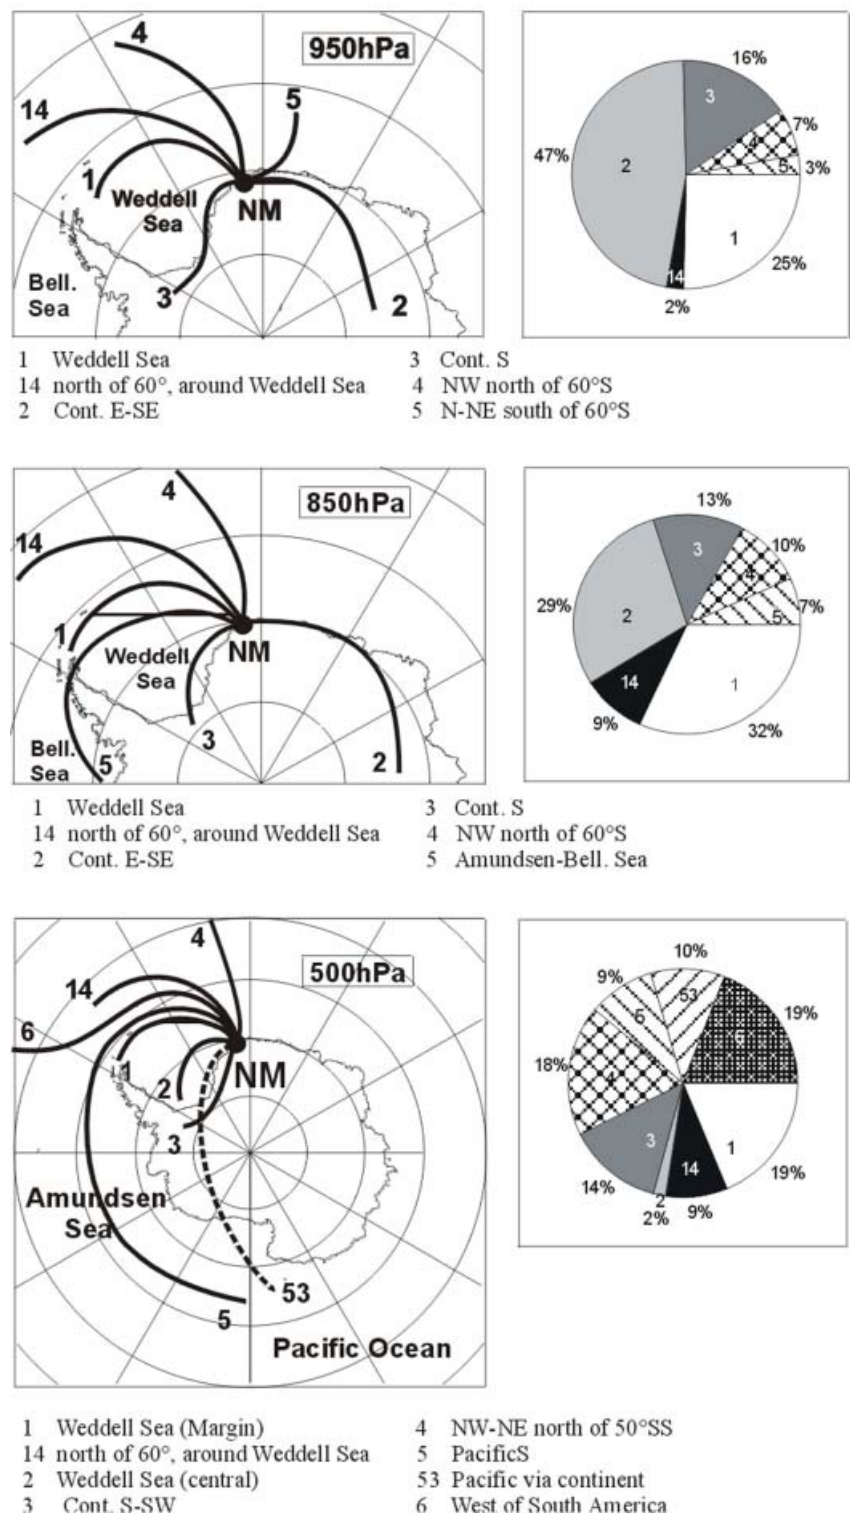 950hPa
4
14
5
1
Weddell
Sea
NM
Bell.
Sea
3
2
16%
3
7%
4
47%
2
5
3%
1
25%
14
2%
1 Weddell Sea
14 north of 60°, around Weddell Sea
2 Cont. E-SE
3 Cont. S
4 NW north of 60°S
5 N-NE south of 60°S
850hPa
4
14
1
Weddell
Sea
NM
Bell.
Sea
5
3
2
13%
3
10%
4
29%
2
7%
5
14
1
9%
32%
1 Weddell Sea
14 north of 60°, around Weddell Sea
2 Cont. E-SE
3 Cont. S
4 NW north of 60°S
5 Amundsen-Bell. Sea
500hPa
4
14
6
1
NM
2
3
Amundsen
Sea
53
5
Pacific Ocean
10%
9%
53
5
19%
6
18%
4
3
1
14
14%
2
2%
9%
19%
1 Weddell Sea (Margin)
14 north of 60°, around Weddell Sea
2 Weddell Sea (central)
3 Cont. S-SW
4 NW-NE north of 50°SS
5 PacificS
53 Pacific via continent
6 West of South America